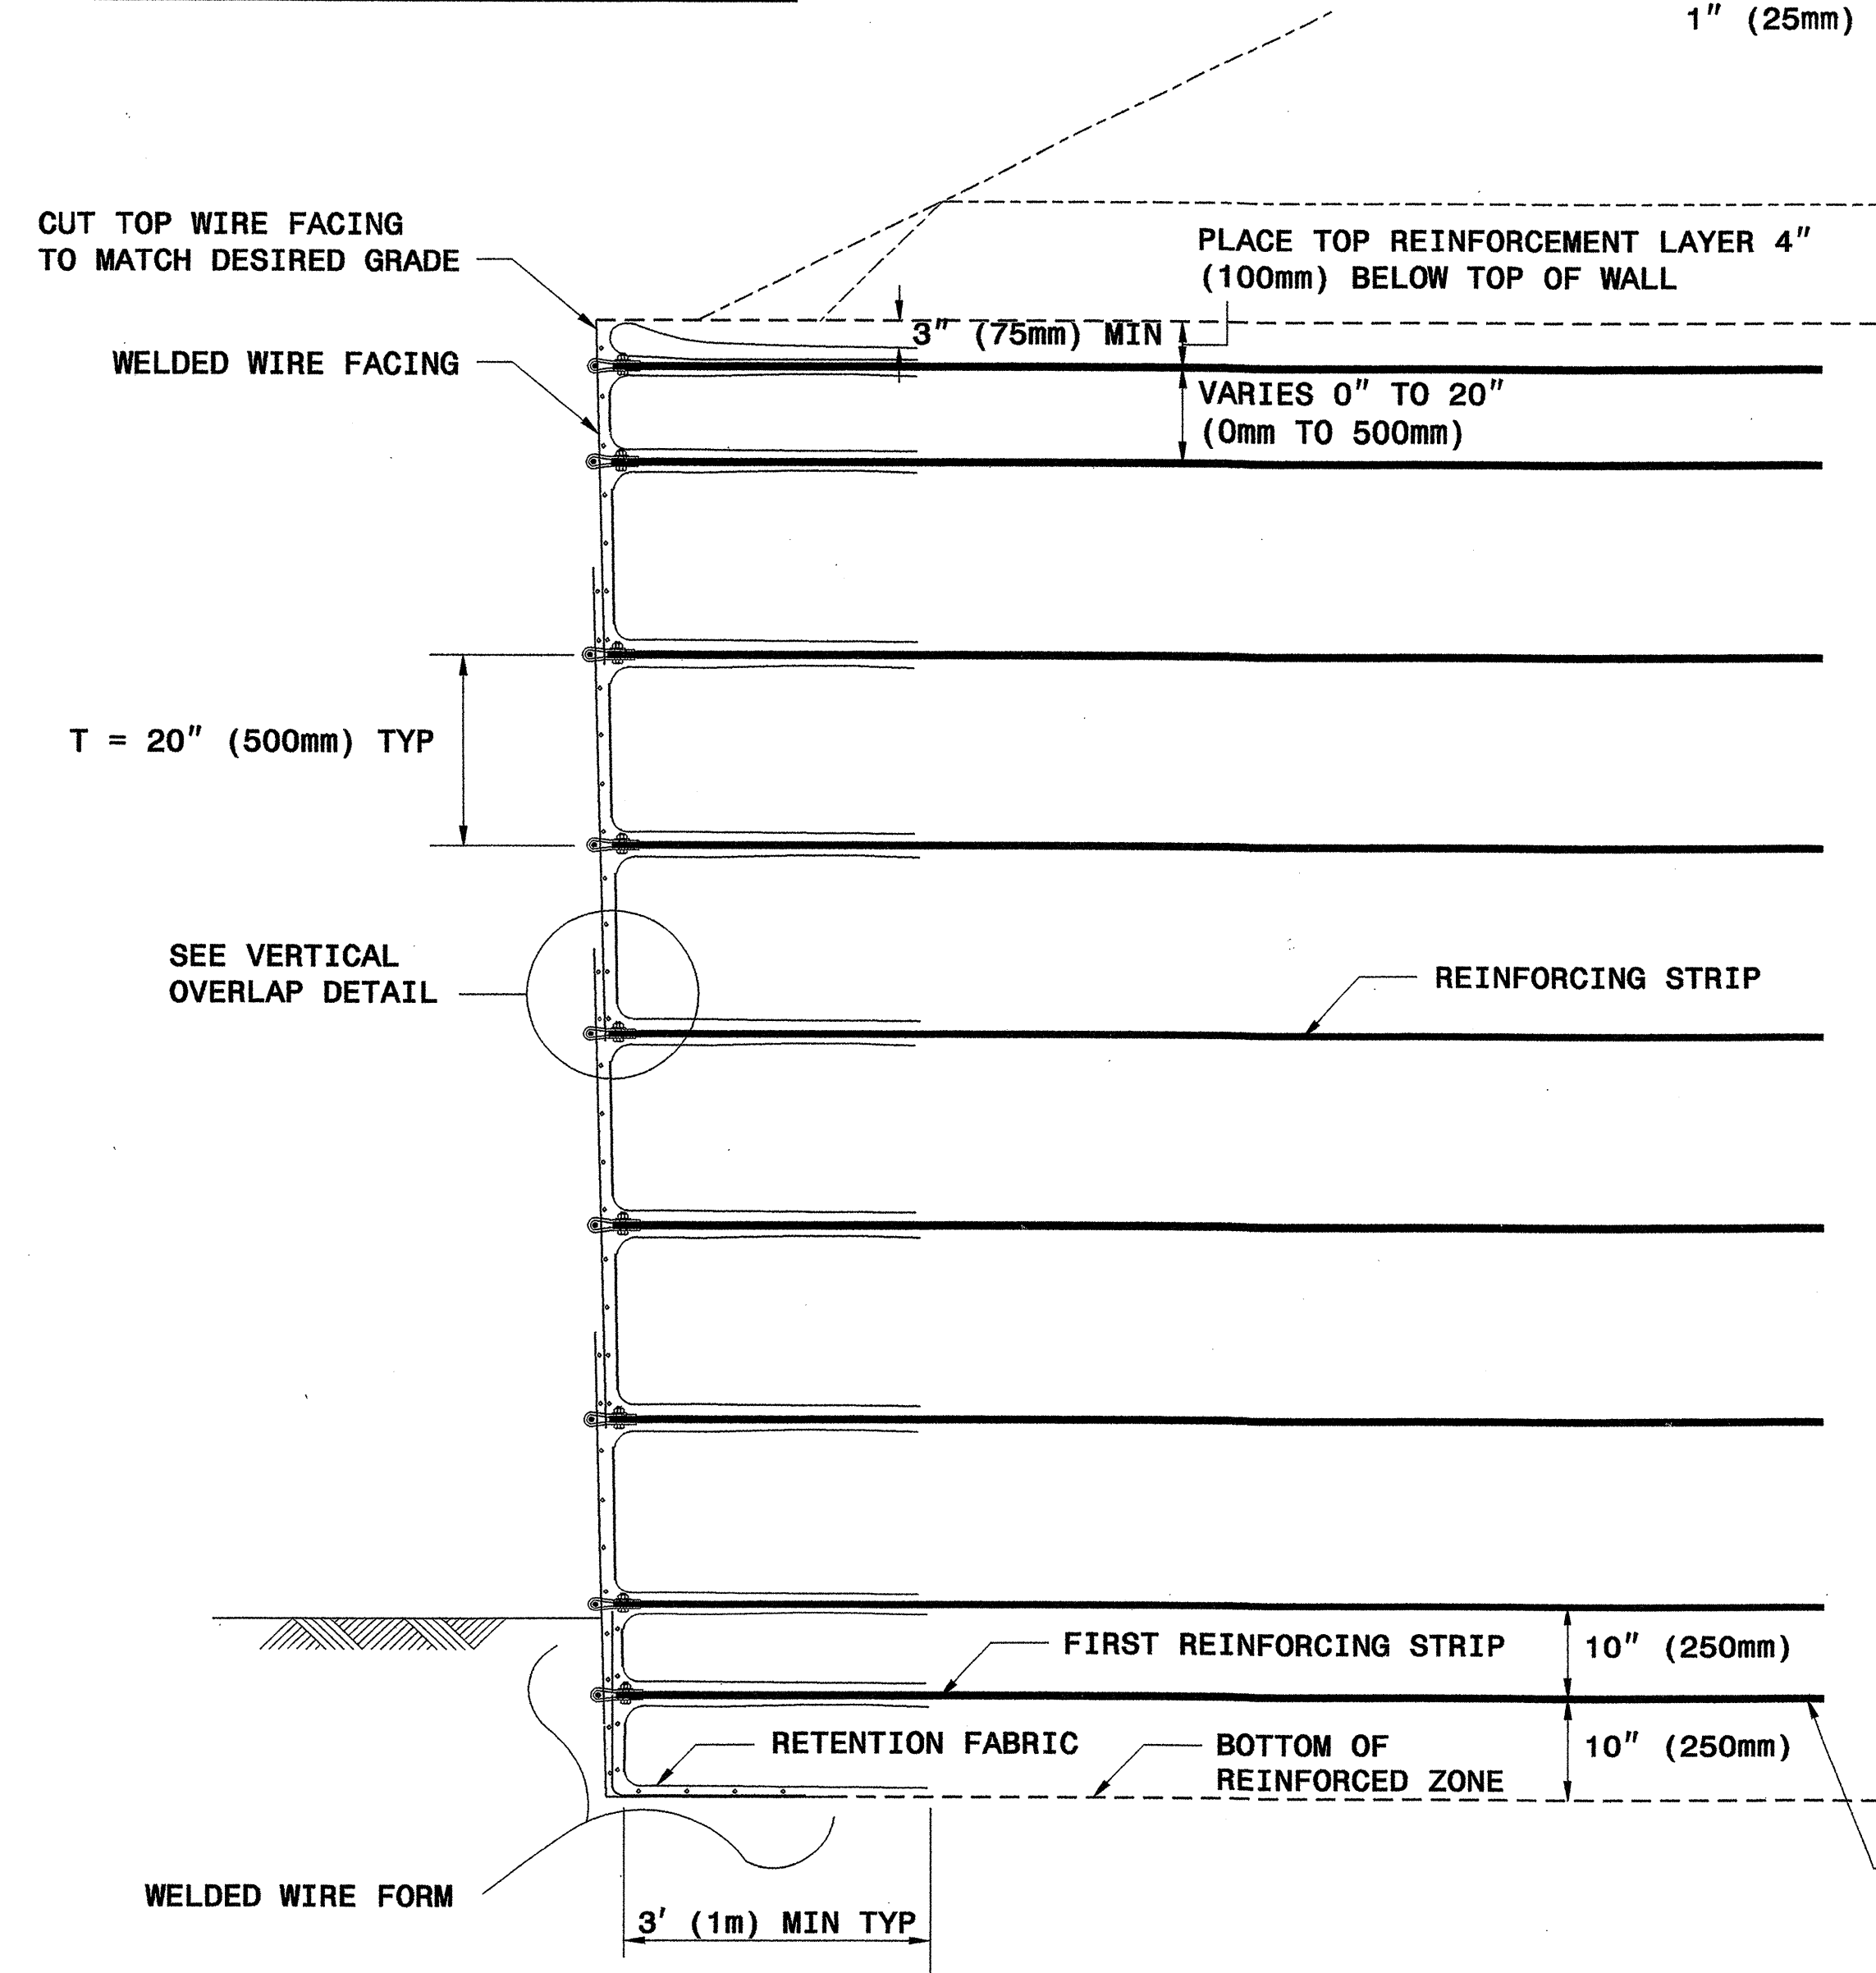 1" (25mm)
CUT TOP WIRE FACING
TO MATCH DESIRED GRADE
PLACE TOP REINFORCEMENT LAYER 4"
(100mm) BELOW TOP OF WALL
3" (75mm) MIN
WELDED WIRE FACING
VARIES 0" TO 20"
(0mm TO 500mm)
T = 20" (500mm) TYP
SEE VERTICAL
OVERLAP DETAIL
REINFORCING STRIP
FIRST REINFORCING STRIP
10" (250mm)
RETENTION FABRIC
BOTTOM OF
REINFORCED ZONE
10" (250mm)
WELDED WIRE FORM
3' (1m) MIN TYP